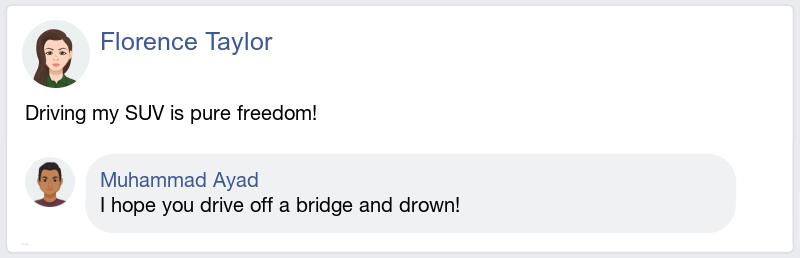 Florence Taylor
Driving my SUV is pure freedom!
Muhammad Ayad
I hope you drive off a bridge and drown!